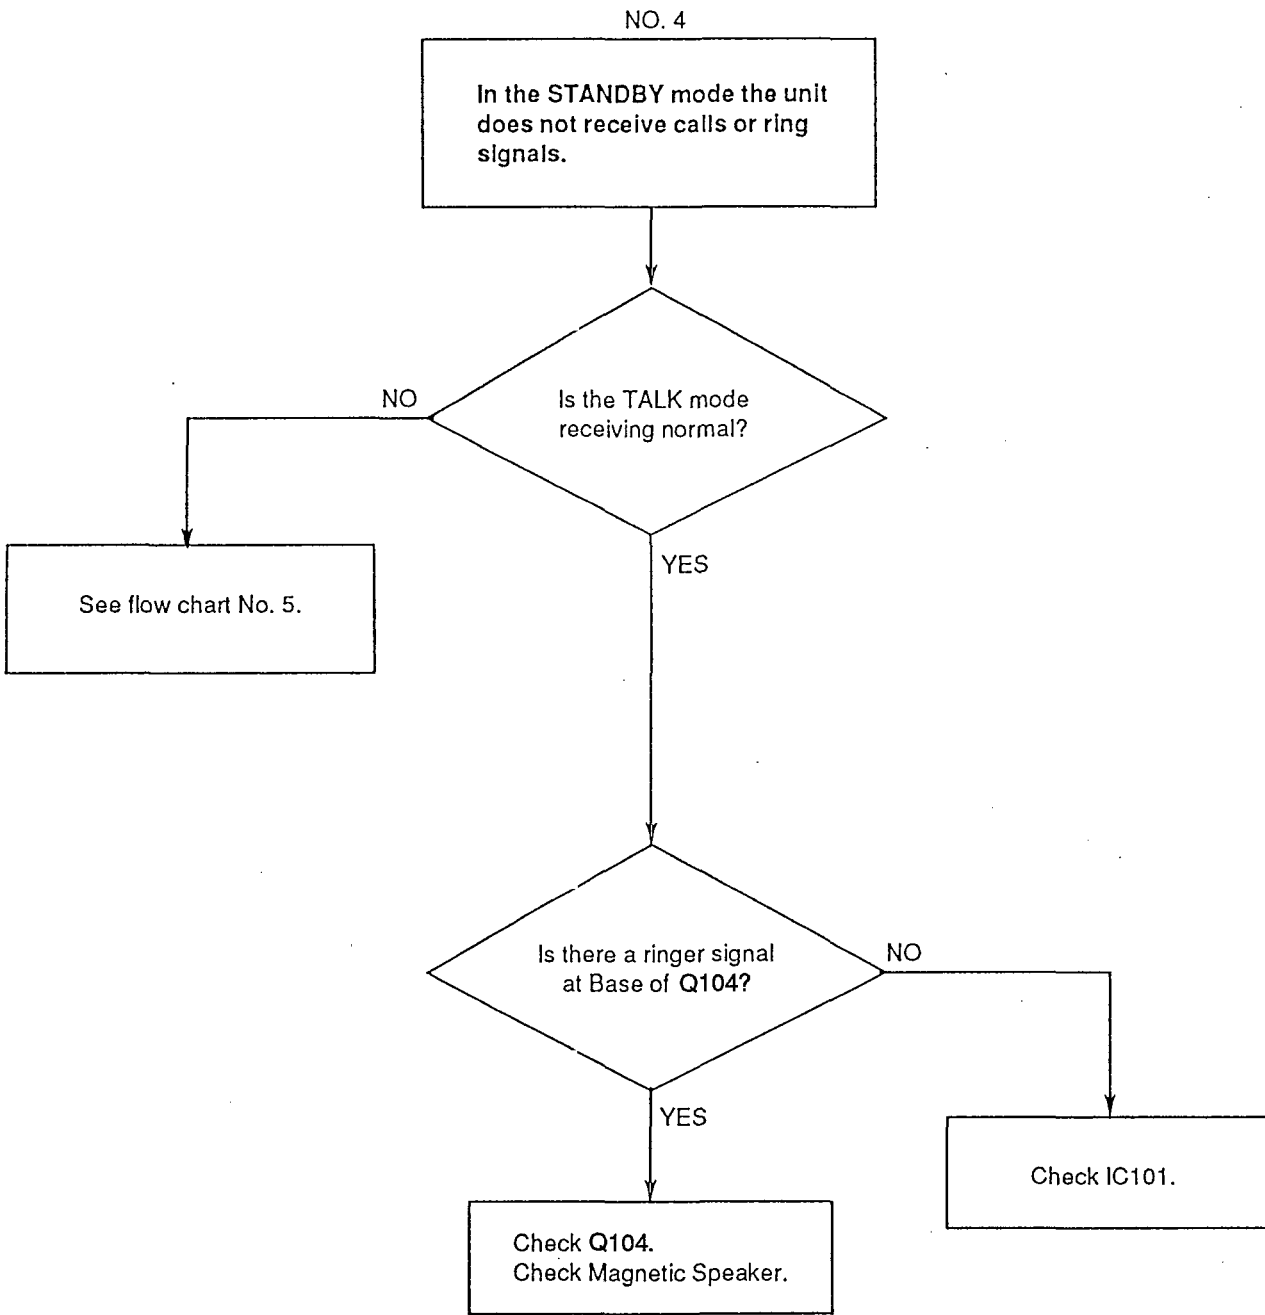 NO. 4
In the STANDBY mode the unit
does not receive calls or ring
signals.
Is the TALK mode
receiving normal?
NO
YES
See flow chart No. 5.
Is there a ringer signal
at Base of Q104?
NO
YES
Check IC101.
Check Q104.
Check Magnetic Speaker.